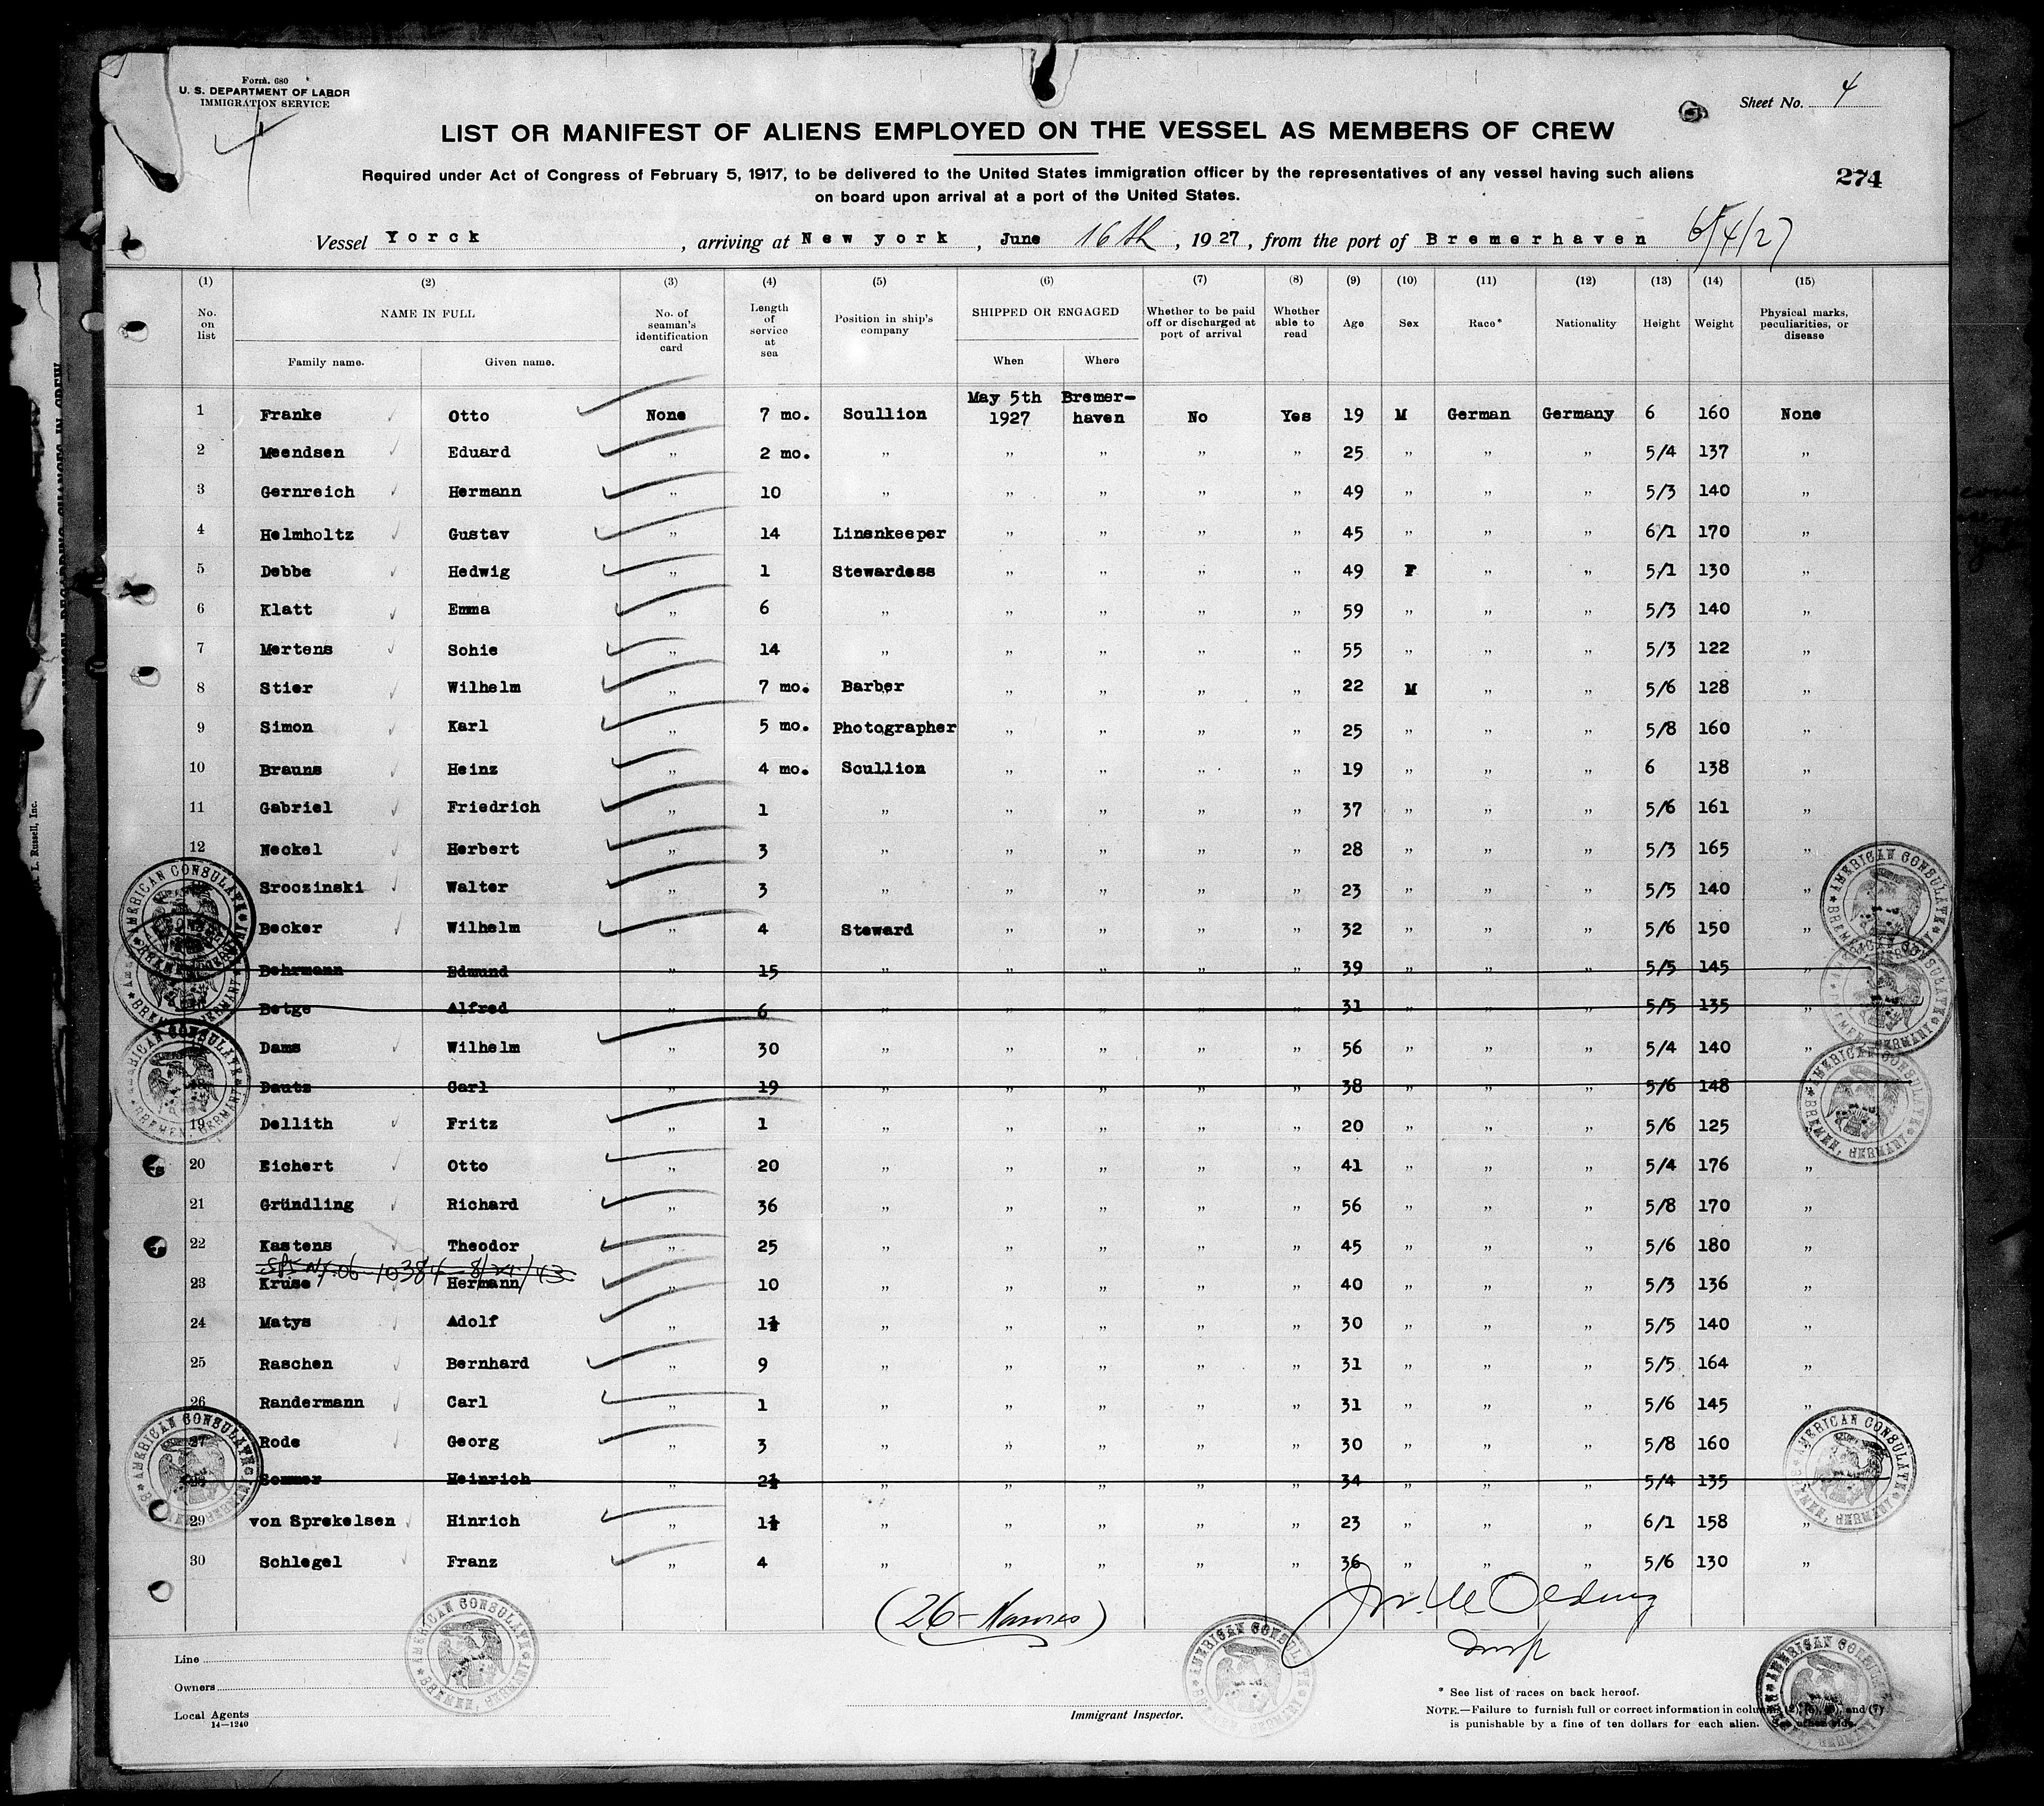 Form. 680
U. S. DEPARTMENT OF LABOR
IMMIGRATION SERVICE
4
Sheet No. 4
LIST OR MANIFEST OF ALIENS EMPLOYED ON THE VESSEL AS MEMBERS OF CREW
Required under Act of Congress of February 5, 1917, to be delivered to the United States immigration officer by the representatives of any vessel having such aliens
on board upon arrival at a port of the United States.
274
Vessel Yorck, arriving at New york, June 16th, 1927, from the port of Bremerhaven 6/4/27
(1) (2) (3) (4) (5) (6) (7) (8) (9) (10) (11) (12) (13) (14) (15)
No. on list NAME IN FULL No. of seaman's identification card Length of service at sea Position in ship's company SHIPPED OR ENGAGED Whether to be paid off or discharged at port of arrival Whether able to read Age Sex Race* Nationality Height Weight Physical marks, peculiarities, or disease
Family name. Given name. When Where
1 Franke Otto None 7 mo. Scullion May 5th 1927 Bremer-haven No Yes 19 M German Germany 6 160 None
2 Meendsen Eduard " 2 mo. " " " " " 25 " " " 5/4 137 "
3 Gernreich Hermann " 10 " " " " " 49 " " " 5/3 140 "
4 Helmholtz Gustav " 14 Linenkeeper " " " " 45 " " " 6/1 170 "
5 Debbe Hedwig " 1 Stewardess " " " " 49 F " " 5/1 130 "
6 Klatt Emma " 6 " " " " " 59 " " " 5/3 140 "
7 Mertens Sohie " 14 " " " " " 55 " " " 5/3 122 "
8 Stier Wilhelm " 7 mo. Barber " " " " 22 M " " 5/6 128 "
9 Simon Karl " 5 mo. Photographer " " " " 25 " " " 5/8 160 "
10 Brauns Heinz " 4 mo. Scullion " " " " 19 " " " 6 138 "
11 Gabriel Friedrich " 1 " " " " " 37 " " " 5/6 161 "
12 Neckel Herbert " 3 " " " " " 28 " " " 5/3 165 "
Sroczinski Walter " 3 " " " " " 23 " " " 5/5 140 "
Becker Wilhelm " 4 Steward " " " " 32 " " " 5/6 150 "
Behrmann Edmund " 15 " " " " " 39 " " " 5/5 145 "
Betge Alfred " 6 " " " " " 31 " " " 5/5 135 "
Dams Wilhelm " 30 " " " " " 56 " " " 5/4 140 "
Dautz Carl " 19 " " " " " 38 " " " 5/6 148 "
19 Dellith Fritz " 1 " " " " " 20 " " " 5/6 125 "
20 Eichert Otto " 20 " " " " " 41 " " " 5/4 176 "
21 Gründling Richard " 36 " " " " " 56 " " " 5/8 170 "
22 Kastens Theodor " 25 " " " " " 45 " " " 5/6 180 "
10384
23 Kruse Hermann " 10 " " " " " 40 " " " 5/3 136 "
24 Matys Adolf " 1½ " " " " " 30 " " " 5/5 140 "
25 Raschen Bernhard " 9 " " " " " 31 " " " 5/5 164 "
26 Randermann Carl " 1 " " " " " 31 " " " 5/6 145 "
27 Rode Georg " 3 " " " " " 30 " " " 5/8 160 "
Sommer Heinrich " 2½ " " " " " 34 " " " 5/4 135 "
29 von Sprekelsen Hinrich " 1½ " " " " " 23 " " " 6/1 158 "
30 Schlegel Franz " 4 " " " " " 36 " " " 5/6 130 "
(26 - Names)
Insp
AMERICAN CONSULATE BREMEN, GERMANY
Line
Owners
Local Agents
14—1240
Immigrant Inspector.
* See list of races on back hereof.
NOTE.—Failure to furnish full or correct information in columns and (7)
is punishable by a fine of ten dollars for each alien. See other side.
A. L. Russell, Inc.